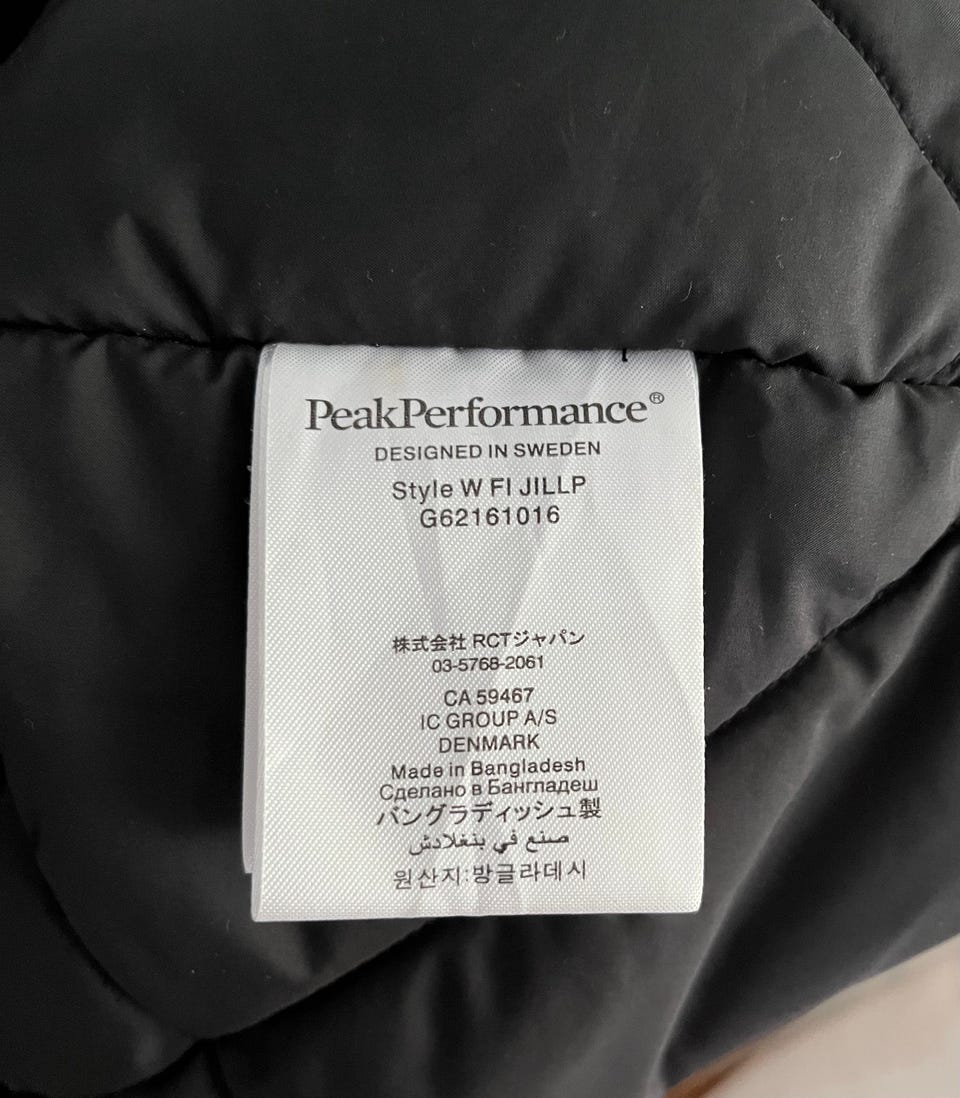 PeakPerformance®
DESIGNED IN SWEDEN
Style W FI JILLP
G62161016
株式会社 RCTジャパン
03-5768-2061
CA 59467
IC GROUP A/S
DENMARK
Made in Bangladesh
Сделано в Бангладеш
バングラディッシュ製
صنع في بنغلادش
원산지:방글라데시